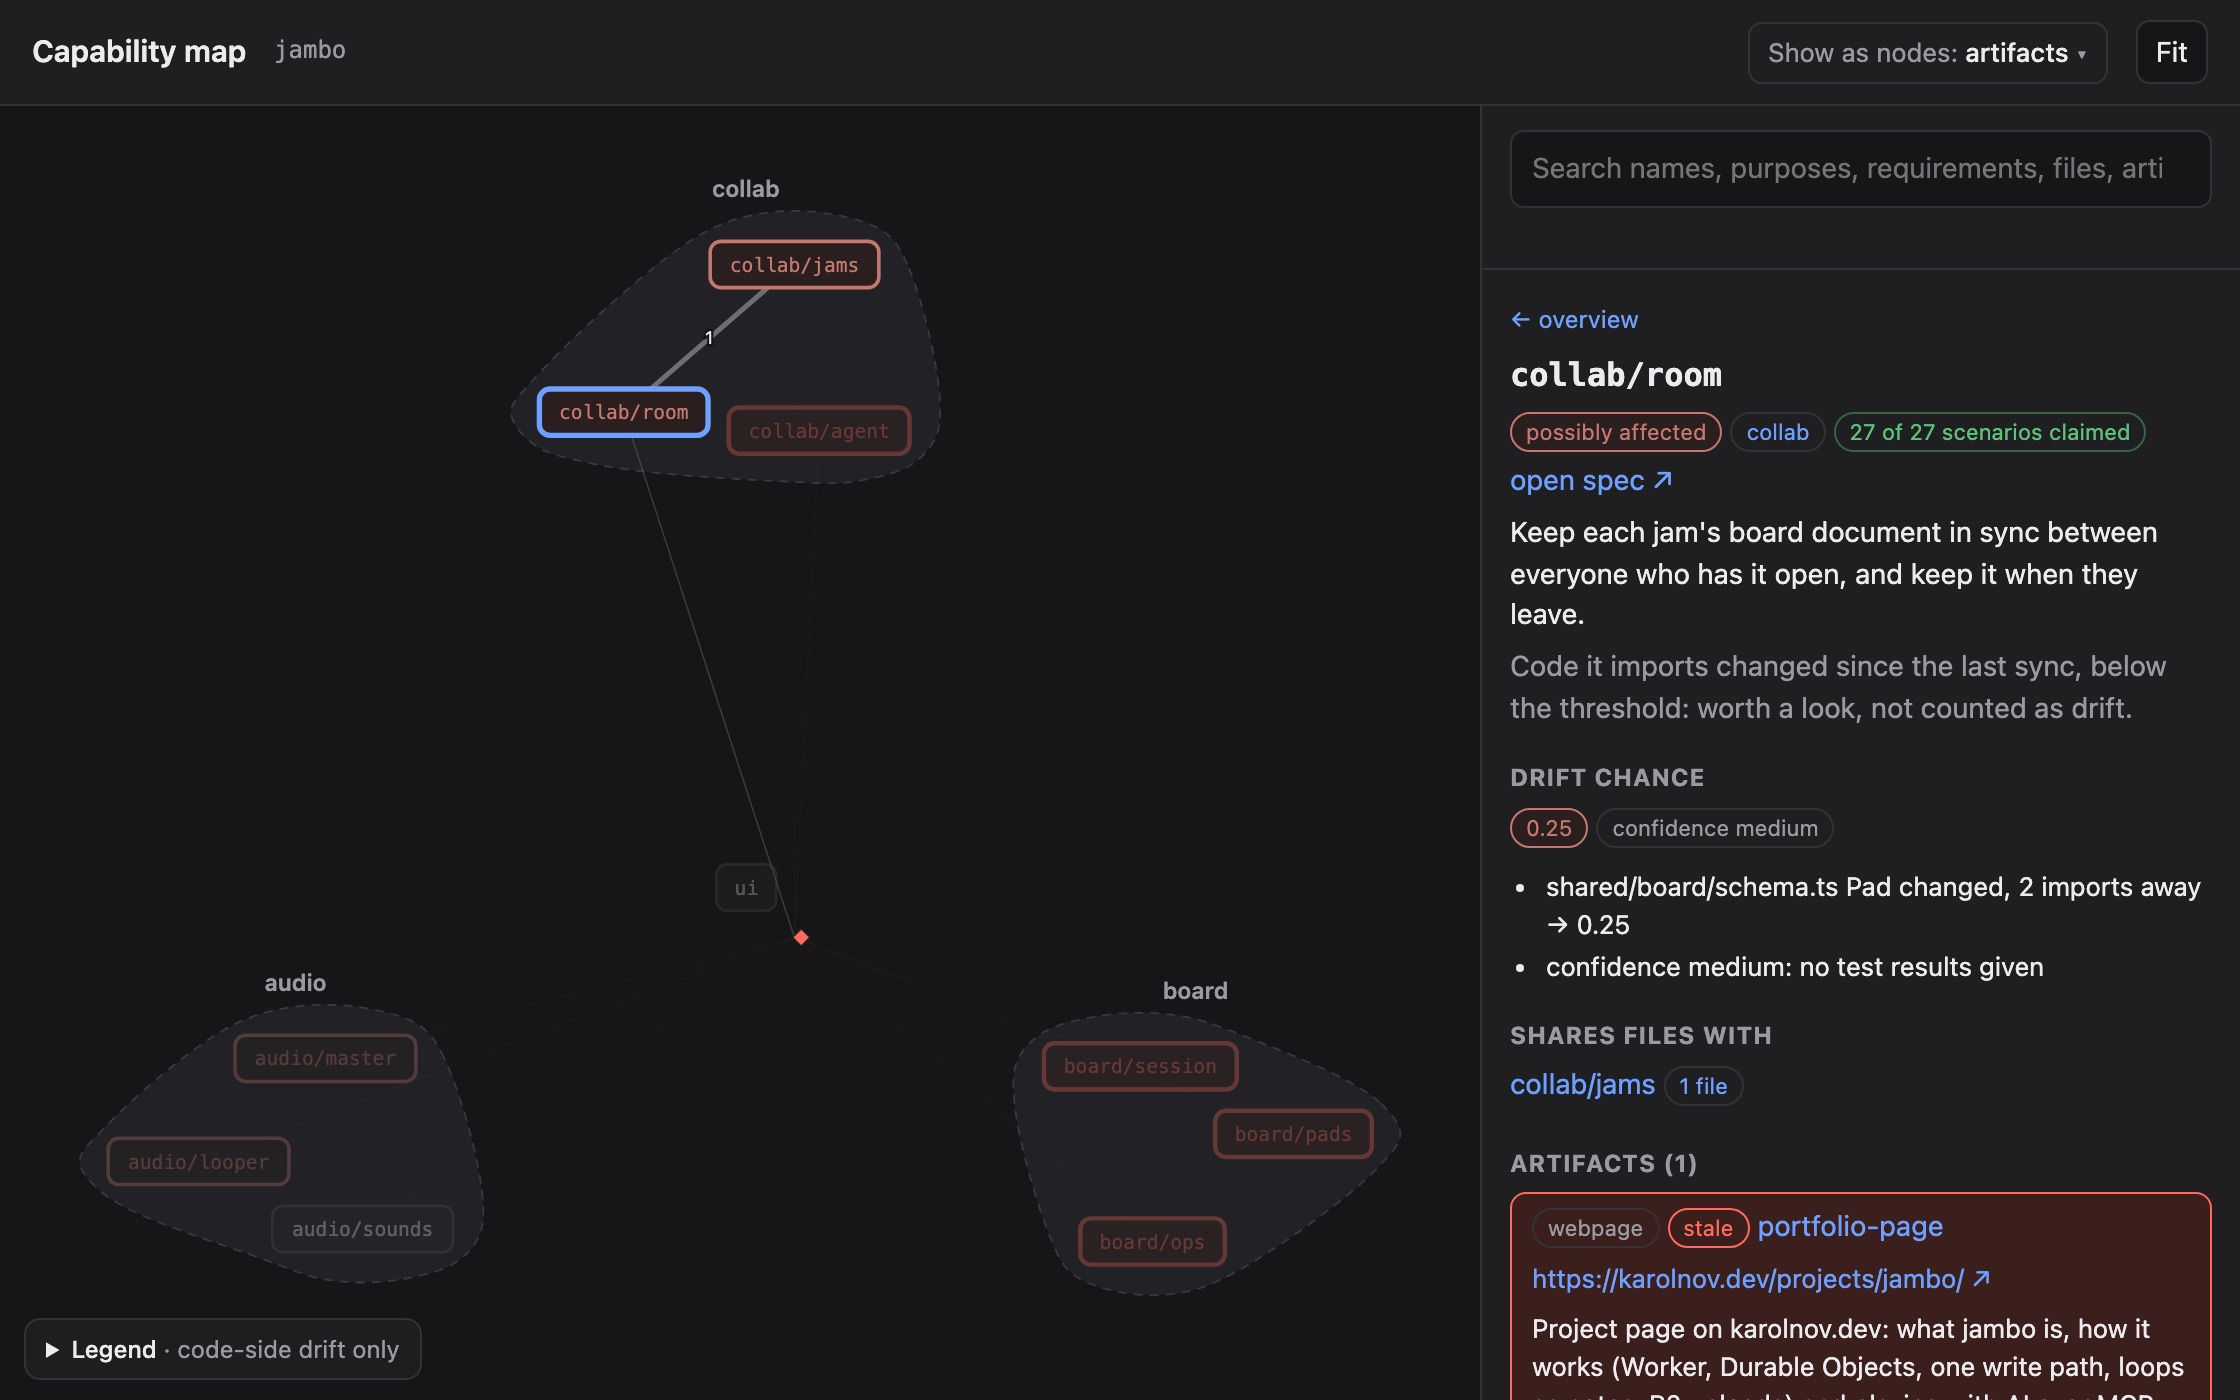 Capability map jambo
Show as nodes: artifacts ▾
Fit
collab
collab/jams
1
collab/room
collab/agent
ui
audio
audio/master
audio/looper
audio/sounds
board
board/session
board/pads
board/ops
▶ Legend · code-side drift only
Search names, purposes, requirements, files, arti
← overview
collab/room
possibly affected collab 27 of 27 scenarios claimed
open spec ↗
Keep each jam's board document in sync between
everyone who has it open, and keep it when they
leave.
Code it imports changed since the last sync, below
the threshold: worth a look, not counted as drift.
DRIFT CHANCE
0.25 confidence medium
• shared/board/schema.ts Pad changed, 2 imports away
→ 0.25
• confidence medium: no test results given
SHARES FILES WITH
collab/jams 1 file
ARTIFACTS (1)
webpage stale portfolio-page
https://karolnov.dev/projects/jambo/ ↗
Project page on karolnov.dev: what jambo is, how it
works (Worker, Durable Objects, one write path, loops